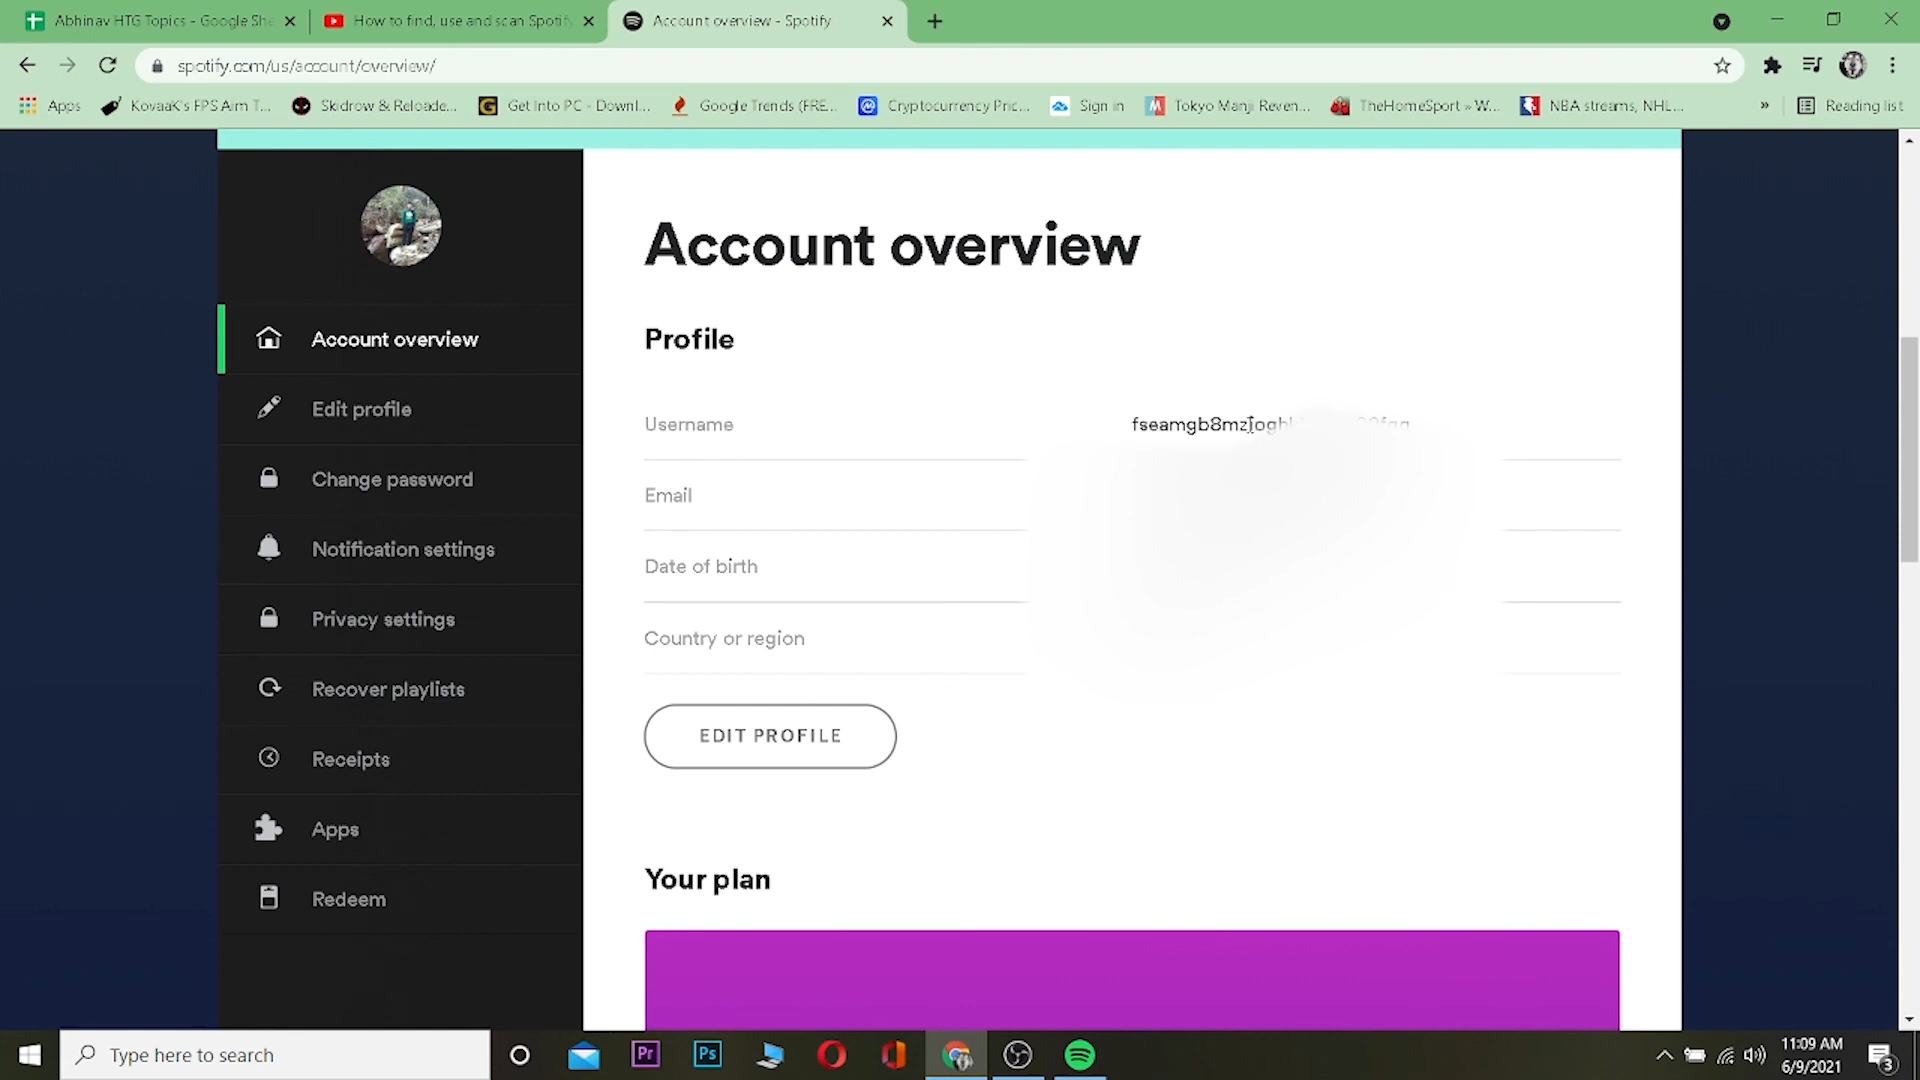 Abhinav HTG Topics - Google She
How to find, use and scan Spotify
Account overview - Spotify
spotify.com/us/account/overview/
Apps
KovaaK's FPS Aim T...
Skidrow & Reloade...
Get Into PC - Downl...
Google Trends (FRE...
Cryptocurrency Pric...
Sign in
Tokyo Manji Reven...
TheHomeSport » W...
NBA streams, NHL...
»
Reading list
Account overview
Edit profile
Change password
Notification settings
Privacy settings
Recover playlists
Receipts
Apps
Redeem
Account overview
Profile
Username
Email
Date of birth
Country or region
EDIT PROFILE
Your plan
Type here to search
Pr
Ps
11:09 AM
6/9/2021
3